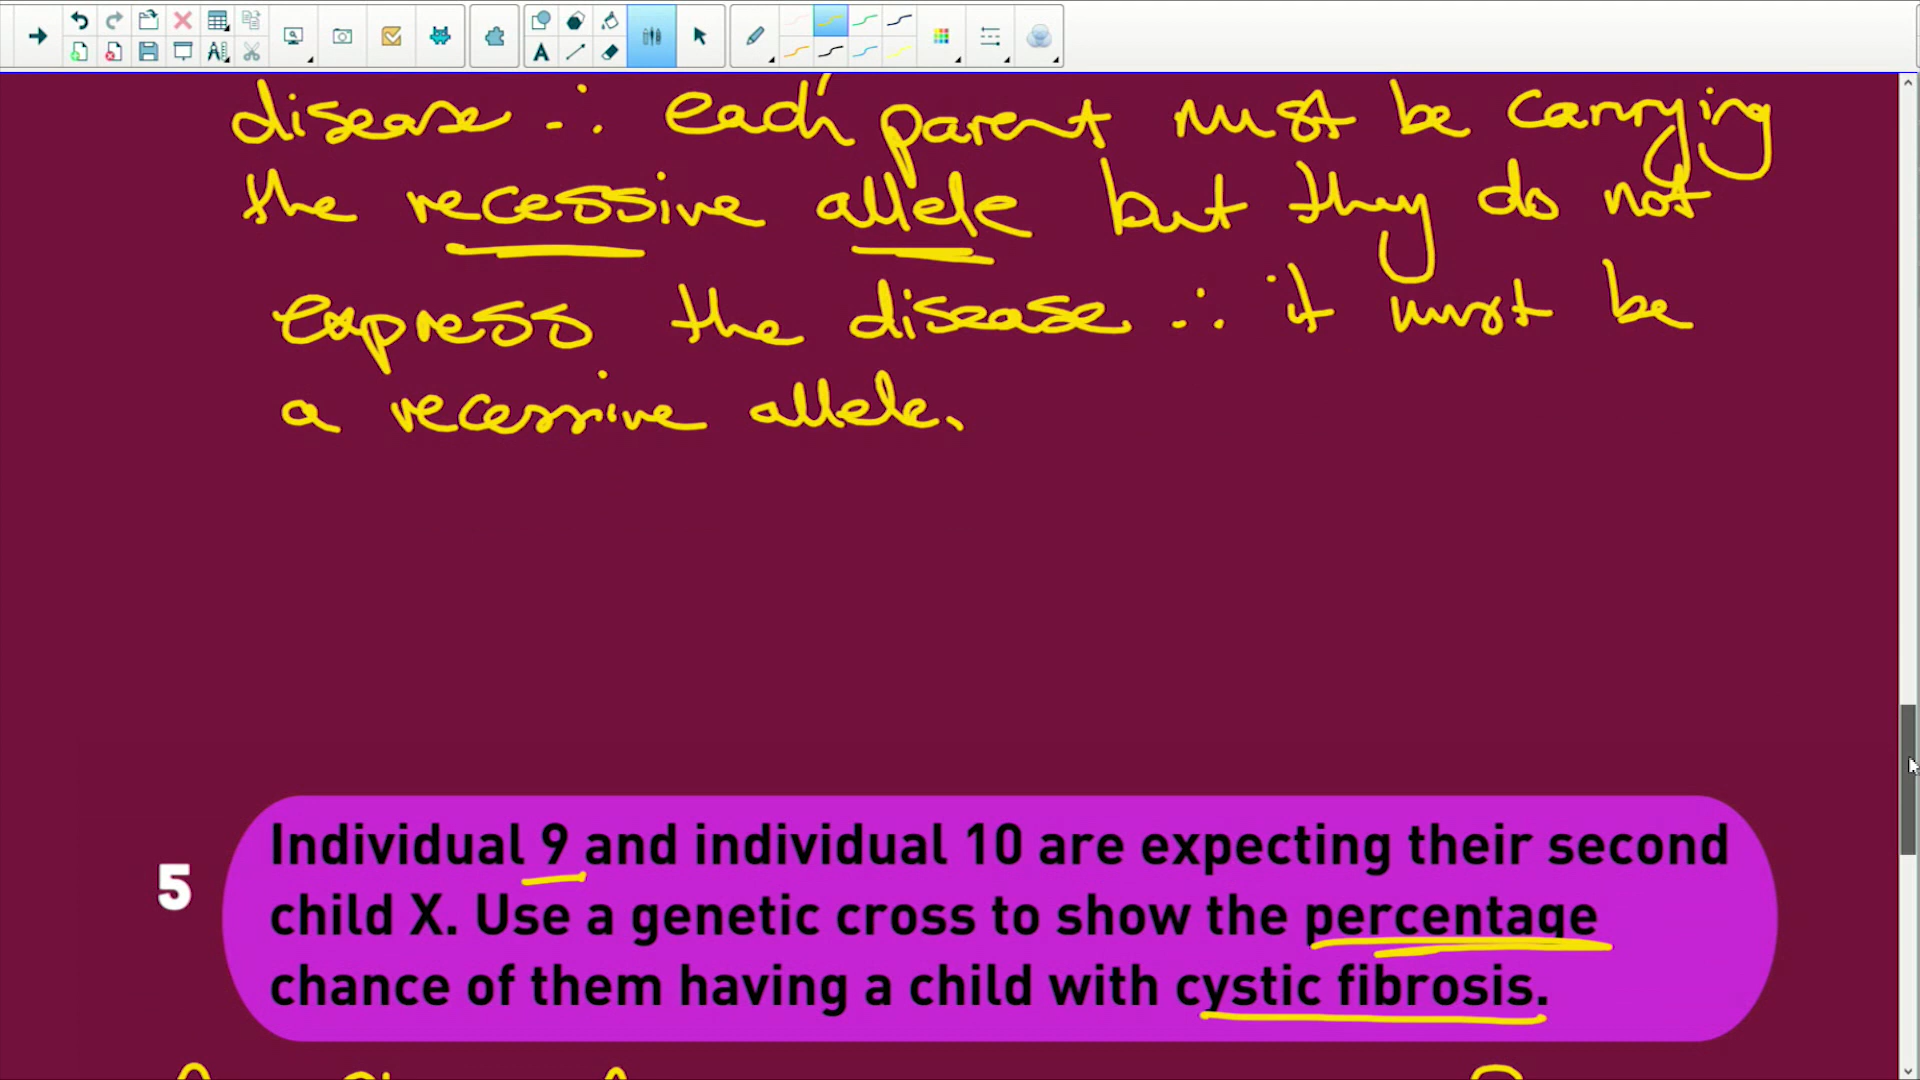 disease ∴ each parent must be carrying
the recessive allele but they do not
express the disease ∴ it must be
a recessive allele.
5
Individual 9 and individual 10 are expecting their second
child X. Use a genetic cross to show the percentage
chance of them having a child with cystic fibrosis.